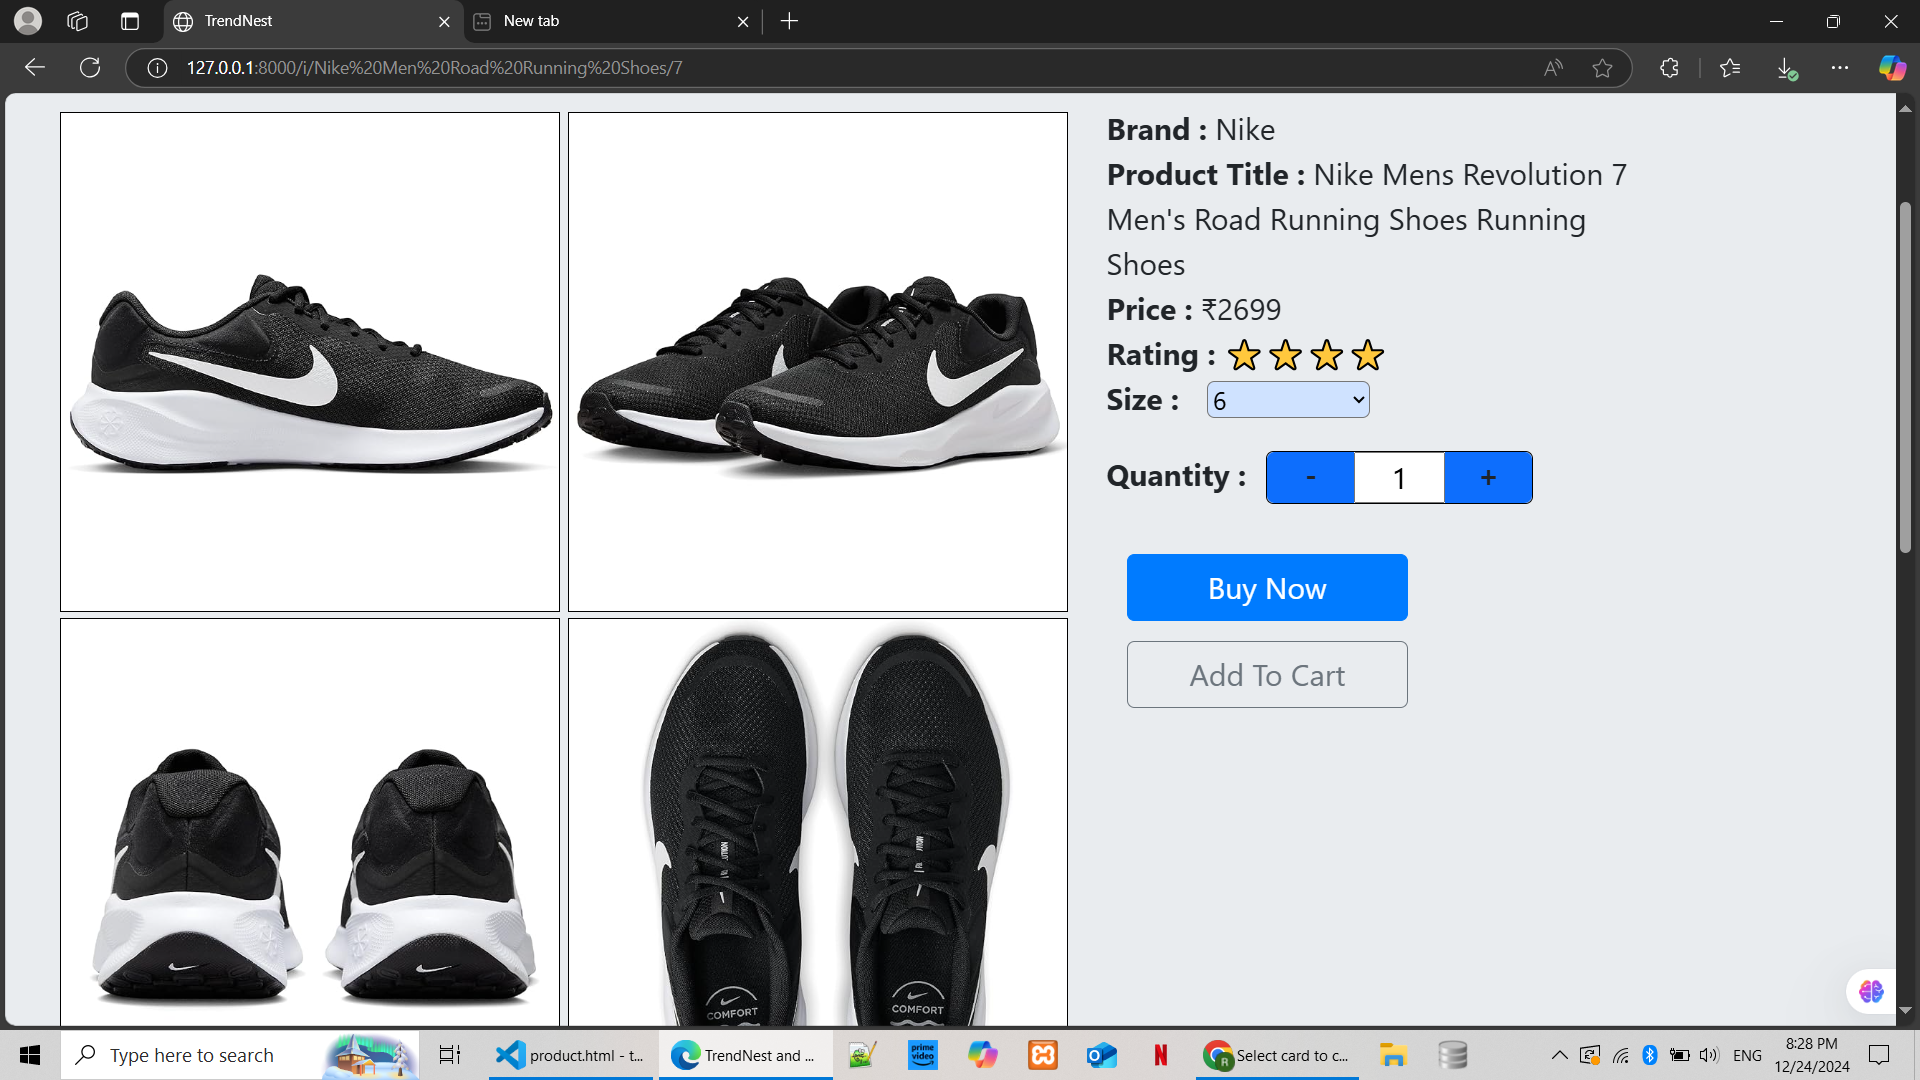 TrendNest
New tab
127.0.0.1:8000/i/Nike%20Men%20Road%20Running%20Shoes/7
Brand : Nike
Product Title : Nike Mens Revolution 7
Men's Road Running Shoes Running
Shoes
Price : ₹2699
Rating :
Size : 6
Quantity : - 1 +
Buy Now
Add To Cart
COMFORT
COMFORT
Type here to search
product.html - t...
TrendNest and ...
prime
video
Select card to c...
ENG
8:28 PM
12/24/2024